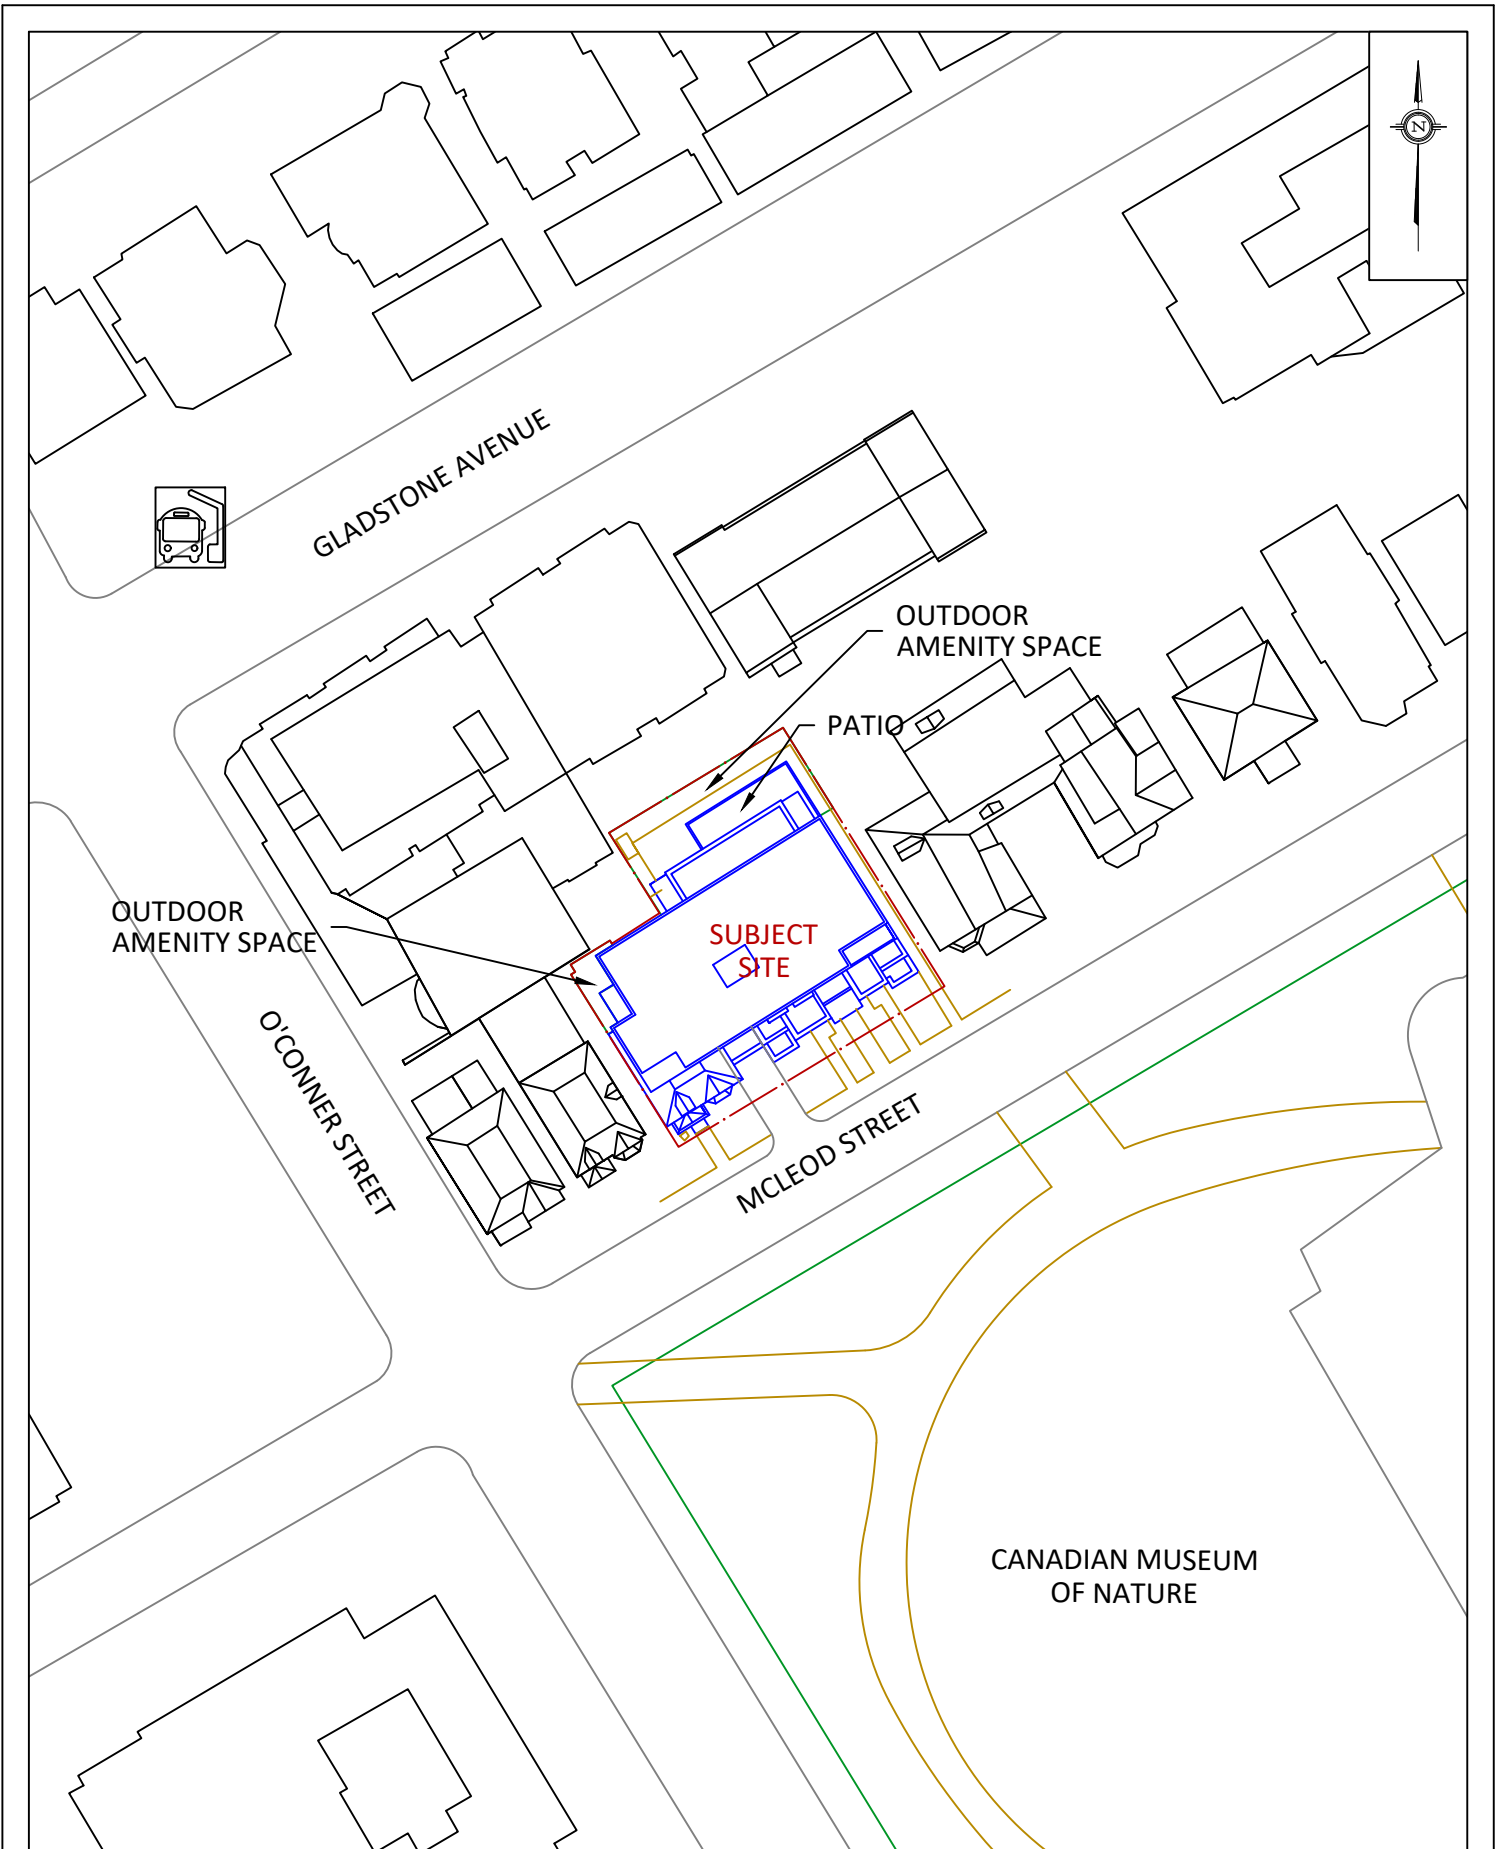 N
GLADSTONE AVENUE
OUTDOOR
AMENITY SPACE
PATIO
OUTDOOR
AMENITY SPACE
SUBJECT
SITE
O'CONNER STREET
MCLEOD STREET
CANADIAN MUSEUM
OF NATURE